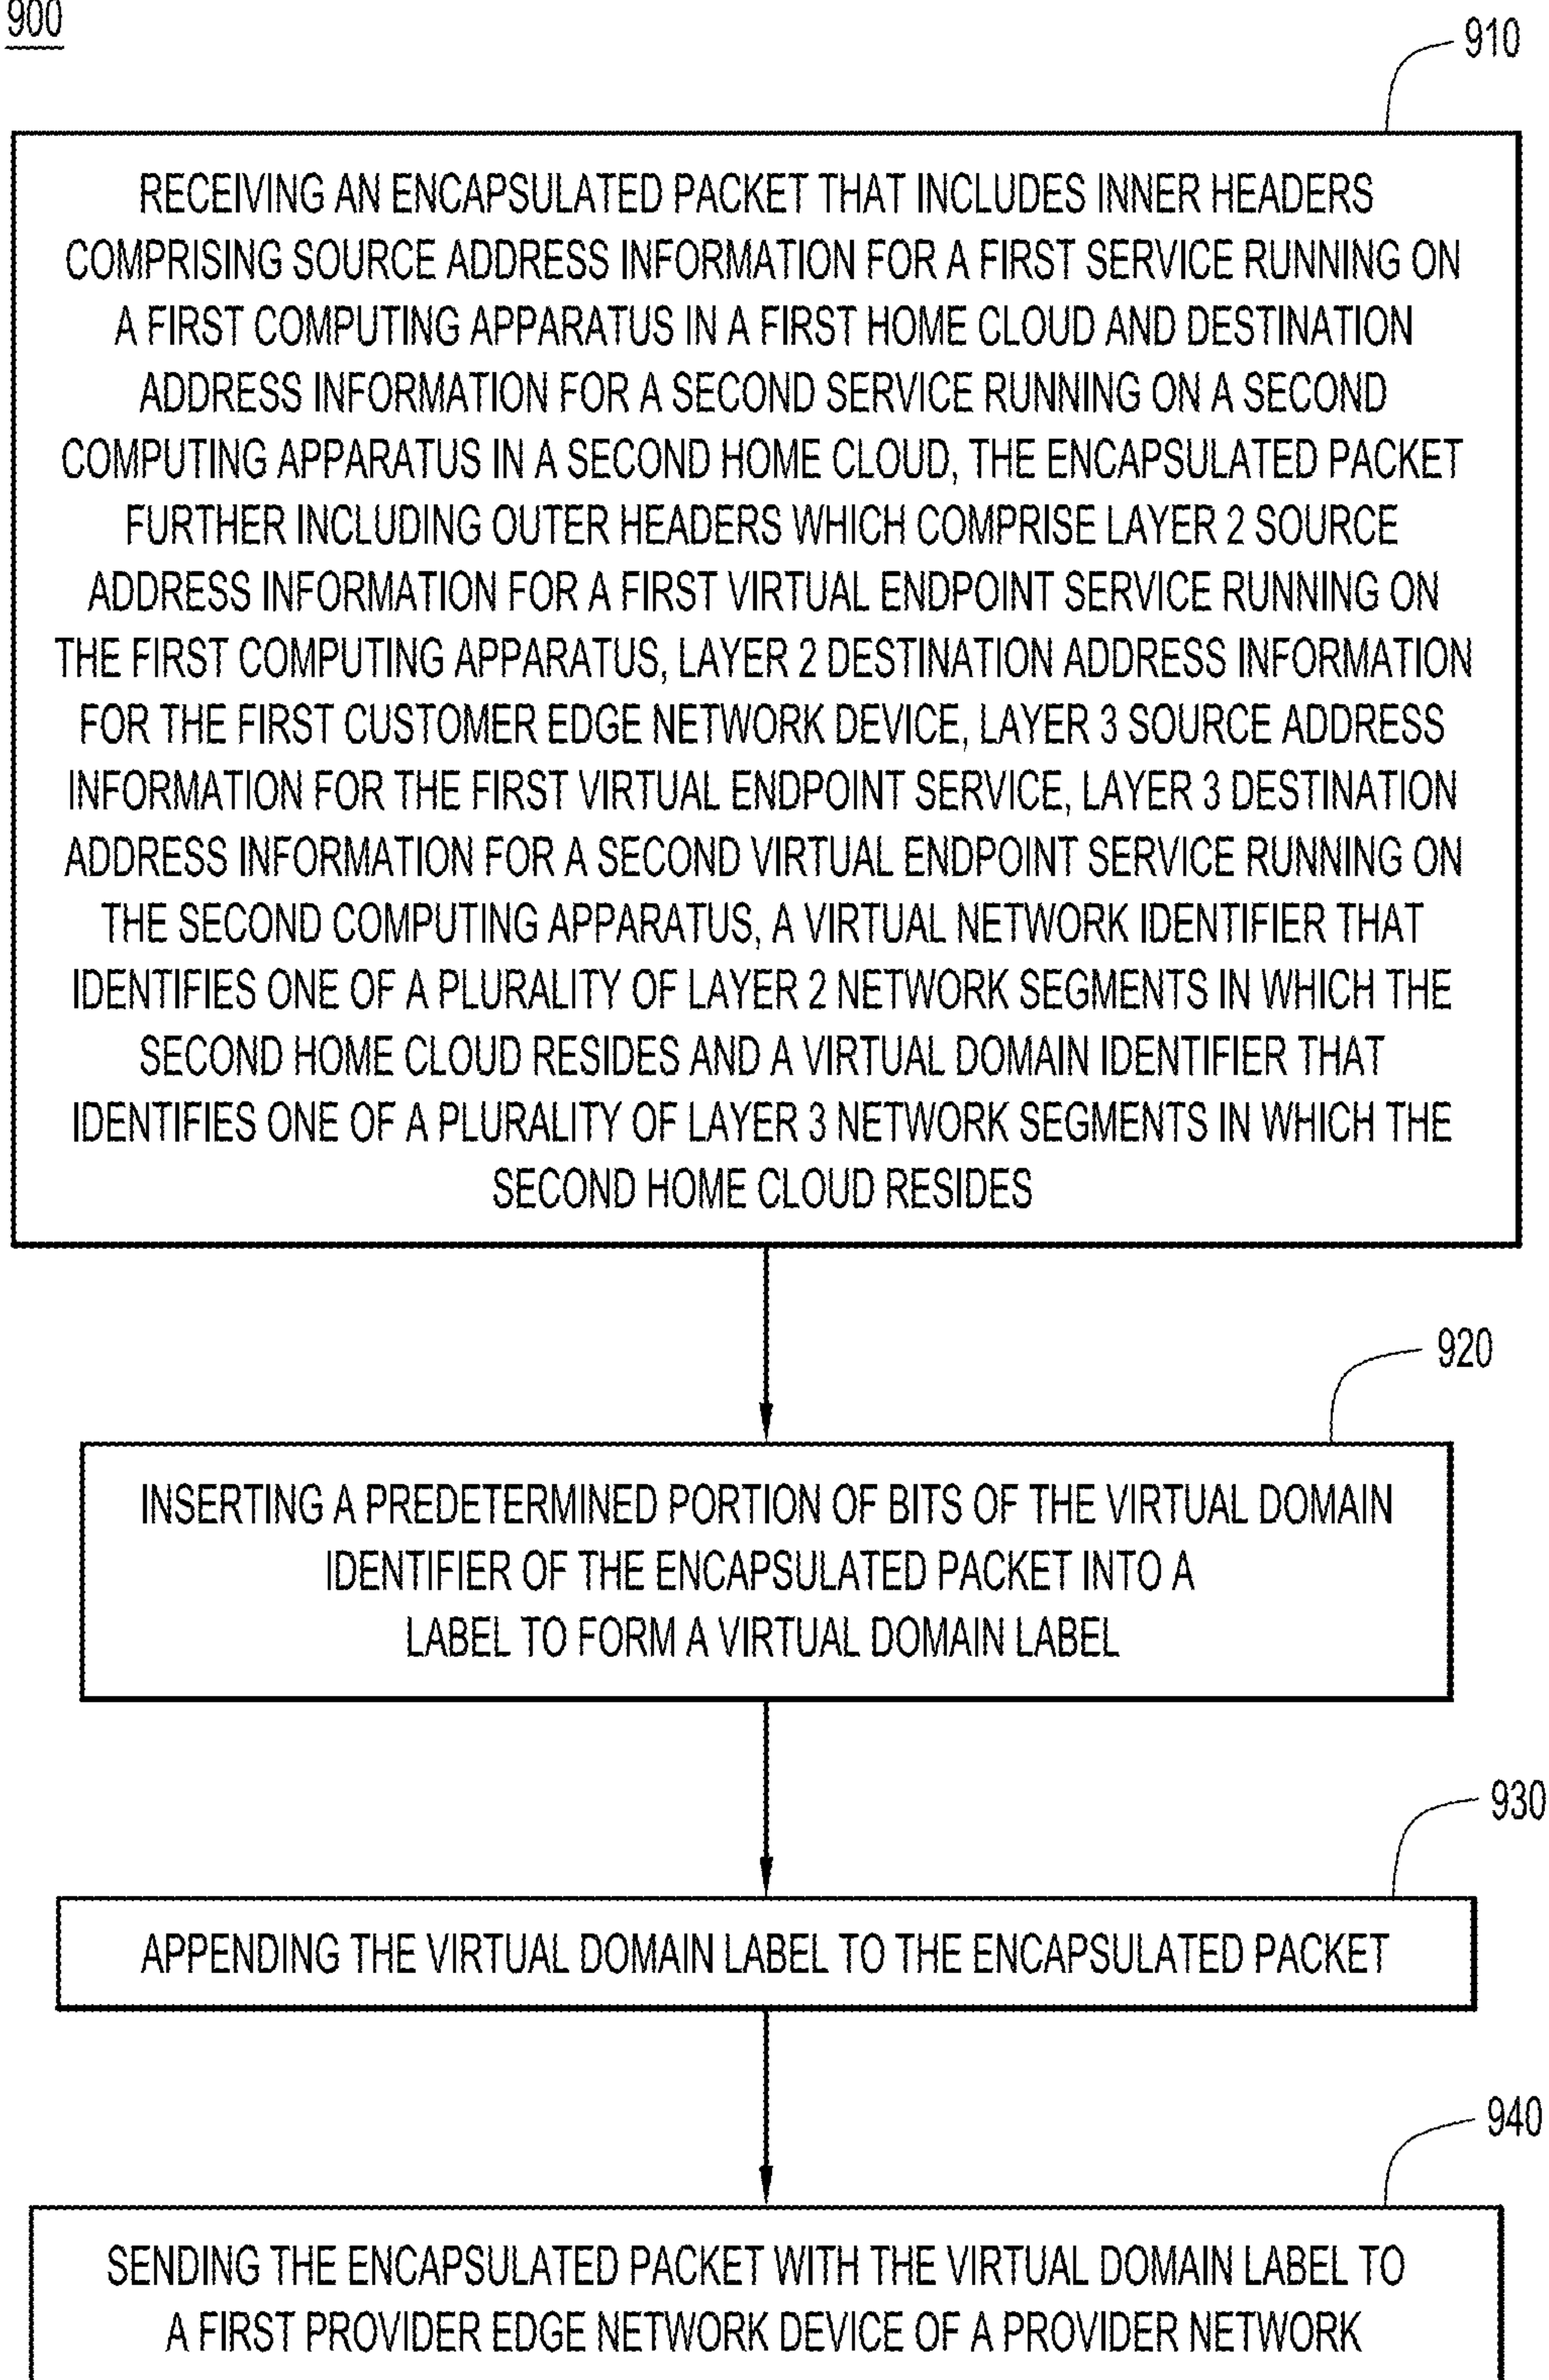 900
910
RECEIVING AN ENCAPSULATED PACKET THAT INCLUDES INNER HEADERS
COMPRISING SOURCE ADDRESS INFORMATION FOR A FIRST SERVICE RUNNING ON
A FIRST COMPUTING APPARATUS IN A FIRST HOME CLOUD AND DESTINATION
ADDRESS INFORMATION FOR A SECOND SERVICE RUNNING ON A SECOND
COMPUTING APPARATUS IN A SECOND HOME CLOUD, THE ENCAPSULATED PACKET
FURTHER INCLUDING OUTER HEADERS WHICH COMPRISE LAYER 2 SOURCE
ADDRESS INFORMATION FOR A FIRST VIRTUAL ENDPOINT SERVICE RUNNING ON
THE FIRST COMPUTING APPARATUS, LAYER 2 DESTINATION ADDRESS INFORMATION
FOR THE FIRST CUSTOMER EDGE NETWORK DEVICE, LAYER 3 SOURCE ADDRESS
INFORMATION FOR THE FIRST VIRTUAL ENDPOINT SERVICE, LAYER 3 DESTINATION
ADDRESS INFORMATION FOR A SECOND VIRTUAL ENDPOINT SERVICE RUNNING ON
THE SECOND COMPUTING APPARATUS, A VIRTUAL NETWORK IDENTIFIER THAT
IDENTIFIES ONE OF A PLURALITY OF LAYER 2 NETWORK SEGMENTS IN WHICH THE
SECOND HOME CLOUD RESIDES AND A VIRTUAL DOMAIN IDENTIFIER THAT
IDENTIFIES ONE OF A PLURALITY OF LAYER 3 NETWORK SEGMENTS IN WHICH THE
SECOND HOME CLOUD RESIDES
920
INSERTING A PREDETERMINED PORTION OF BITS OF THE VIRTUAL DOMAIN
IDENTIFIER OF THE ENCAPSULATED PACKET INTO A
LABEL TO FORM A VIRTUAL DOMAIN LABEL
930
APPENDING THE VIRTUAL DOMAIN LABEL TO THE ENCAPSULATED PACKET
940
SENDING THE ENCAPSULATED PACKET WITH THE VIRTUAL DOMAIN LABEL TO
A FIRST PROVIDER EDGE NETWORK DEVICE OF A PROVIDER NETWORK